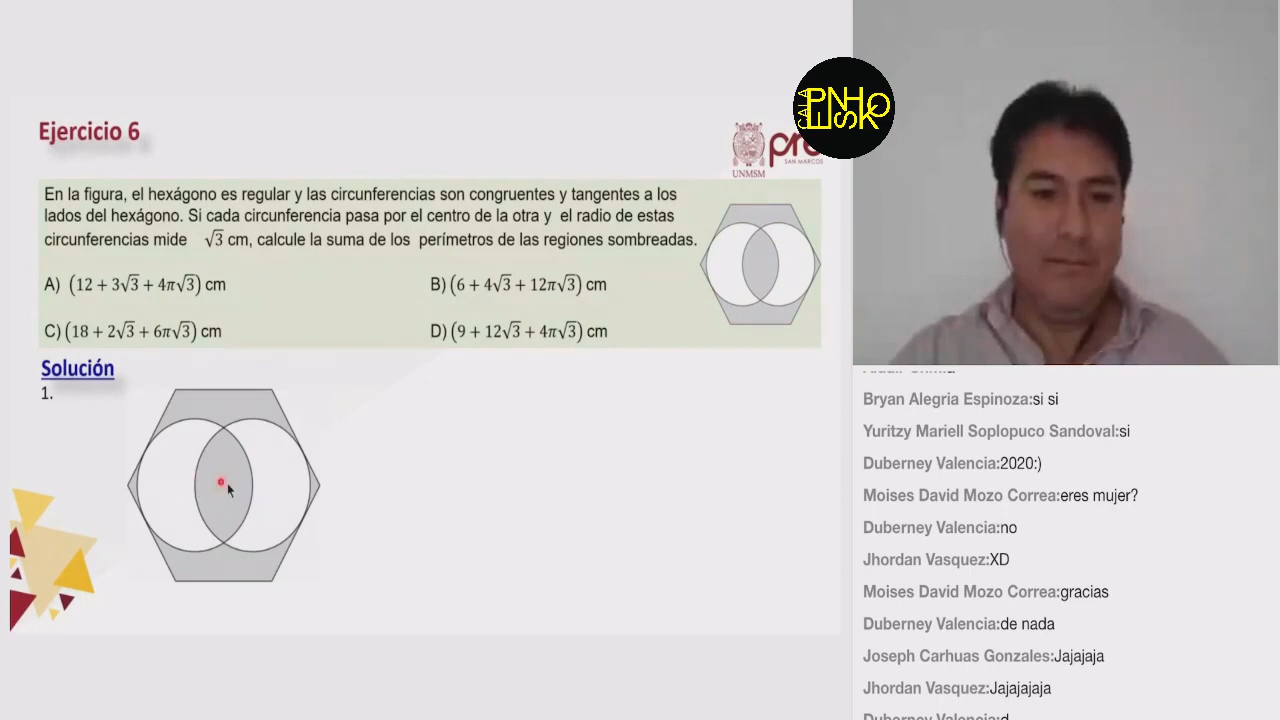 Ejercicio 6
UNMSM
pre
SAN MARCOS
CALA
PENHOSK
En la figura, el hexágono es regular y las circunferencias son congruentes y tangentes a los
lados del hexágono. Si cada circunferencia pasa por el centro de la otra y el radio de estas
circunferencias mide √3 cm, calcule la suma de los perímetros de las regiones sombreadas.
A) (12 + 3√3 + 4π√3) cm
B) (6 + 4√3 + 12π√3) cm
C) (18 + 2√3 + 6π√3) cm
D) (9 + 12√3 + 4π√3) cm
Solución
1.
Bryan Alegria Espinoza:si si
Yuritzy Mariell Soplopuco Sandoval:si
Duberney Valencia:2020:)
Moises David Mozo Correa:eres mujer?
Duberney Valencia:no
Jhordan Vasquez:XD
Moises David Mozo Correa:gracias
Duberney Valencia:de nada
Joseph Carhuas Gonzales:Jajajaja
Jhordan Vasquez:Jajajajaja
Duberney Valencia:d